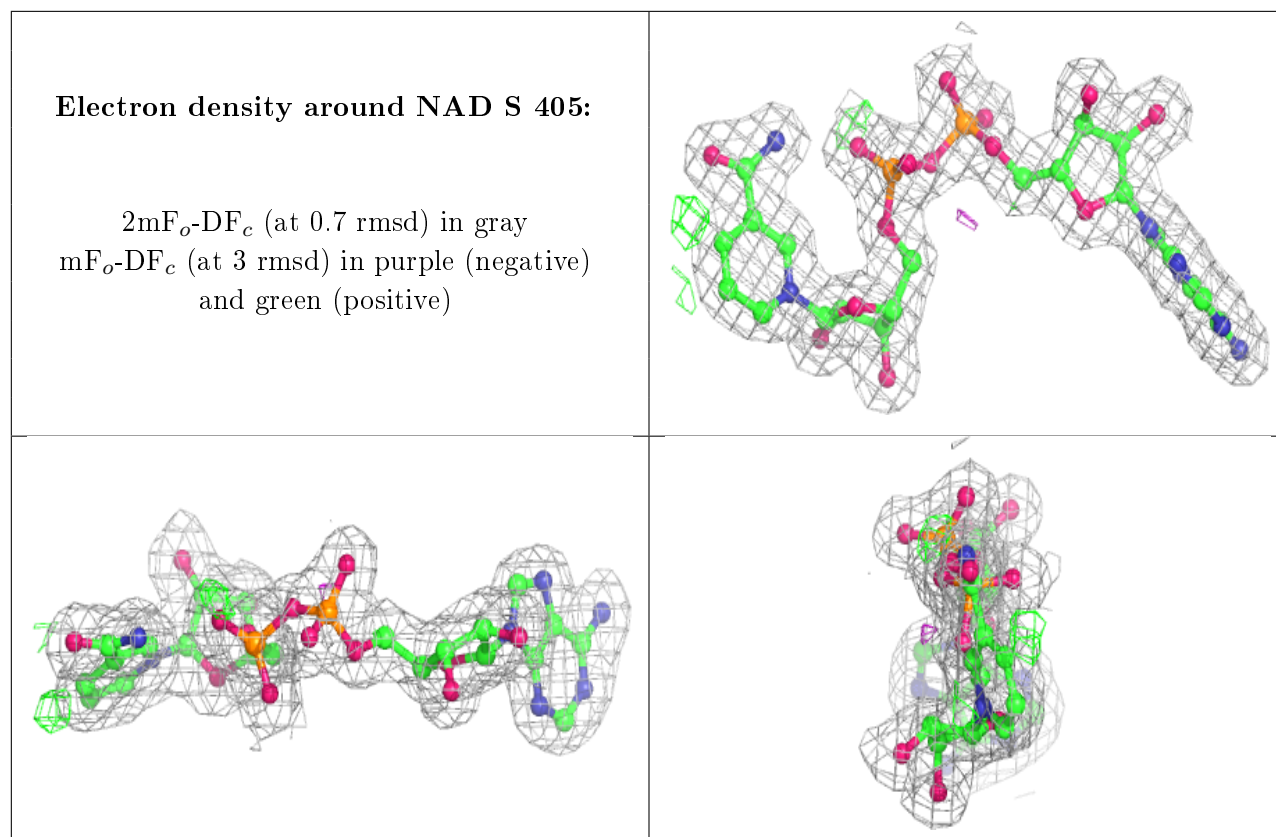 Electron density around NAD S 405:
2mFo-DFc (at 0.7 rmsd) in gray
mFo-DFc (at 3 rmsd) in purple (negative)
and green (positive)